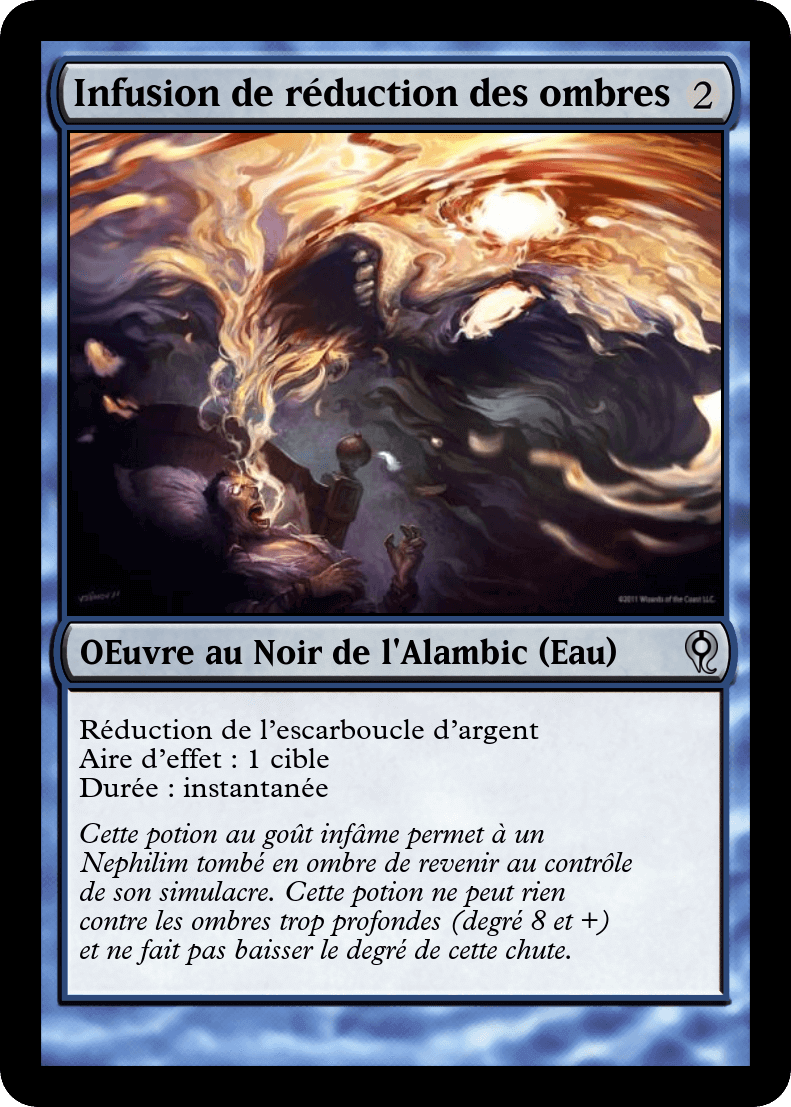 Infusion de réduction des ombres 2
©2011 Wizards of the Coast LLC.
OEuvre au Noir de l'Alambic (Eau)
Réduction de l’escarboucle d’argent
Aire d’effet : 1 cible
Durée : instantanée
Cette potion au goût infâme permet à un
Nephilim tombé en ombre de revenir au contrôle
de son simulacre. Cette potion ne peut rien
contre les ombres trop profondes (degré 8 et +)
et ne fait pas baisser le degré de cette chute.